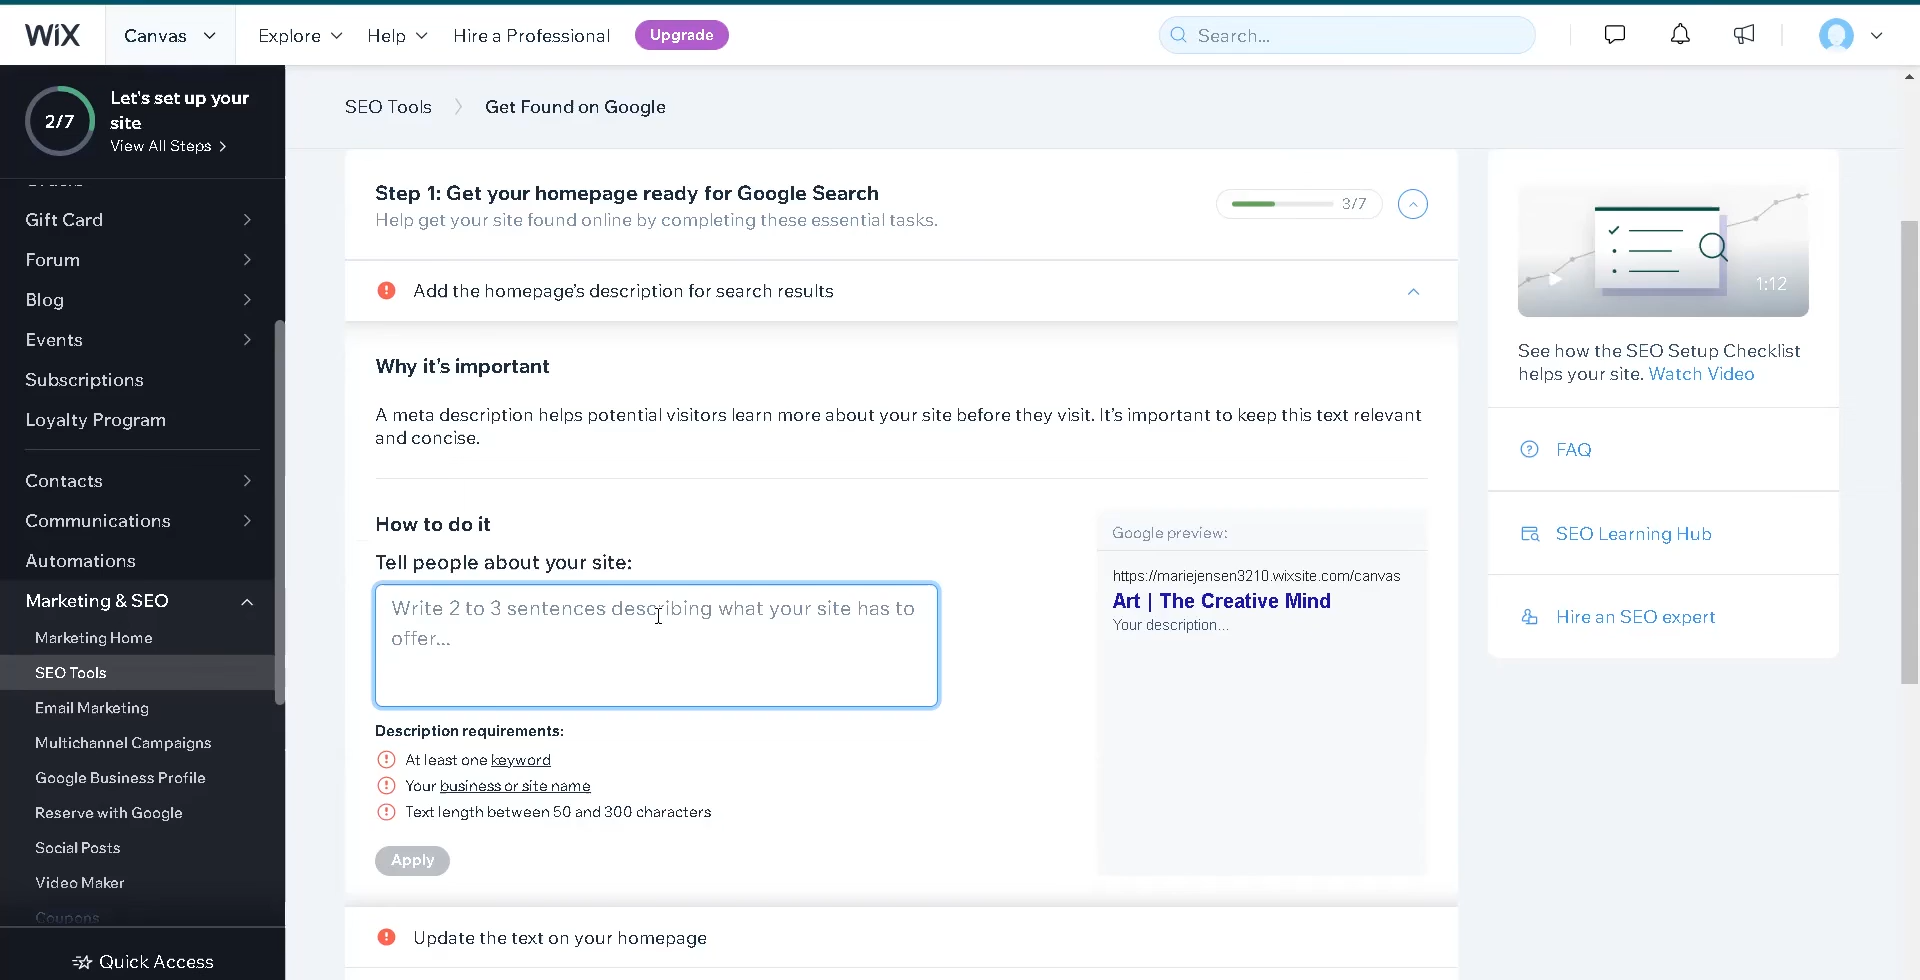 WiX
Canvas
Explore
Help
Hire a Professional
Upgrade
Search...
2/7
Let's set up your
site
View All Steps >
Gift Card
Forum
Blog
Events
Subscriptions
Loyalty Program
Contacts
Communications
Automations
Marketing & SEO
Marketing Home
SEO Tools
Email Marketing
Multichannel Campaigns
Google Business Profile
Reserve with Google
Social Posts
Video Maker
Coupons
Quick Access
SEO Tools > Get Found on Google
Step 1: Get your homepage ready for Google Search
Help get your site found online by completing these essential tasks.
3/7
Add the homepage's description for search results
Why it's important
A meta description helps potential visitors learn more about your site before they visit. It's important to keep this text relevant
and concise.
How to do it
Tell people about your site:
Write 2 to 3 sentences describing what your site has to
offer...
Description requirements:
At least one keyword
Your business or site name
Text length between 50 and 300 characters
Apply
Google preview:
https://mariejensen3210.wixsite.com/canvas
Art | The Creative Mind
Your description...
Update the text on your homepage
1:12
See how the SEO Setup Checklist
helps your site. Watch Video
FAQ
SEO Learning Hub
Hire an SEO expert